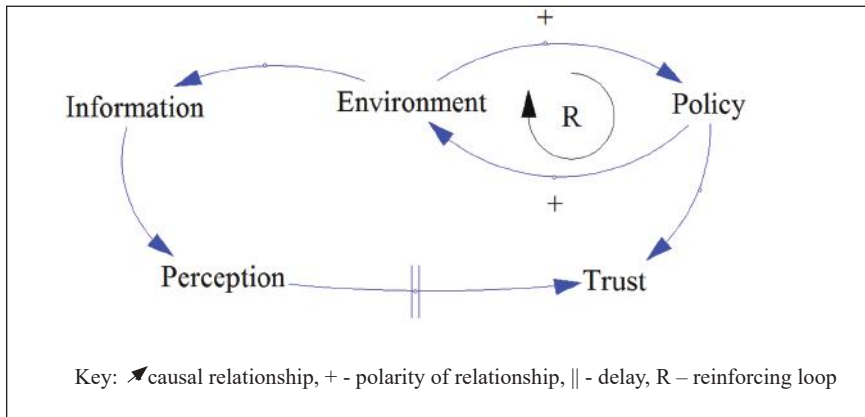 +
Information
Environment
Policy
R
+
Perception
Trust
Key: causal relationship, + - polarity of relationship, || - delay, R – reinforcing loop